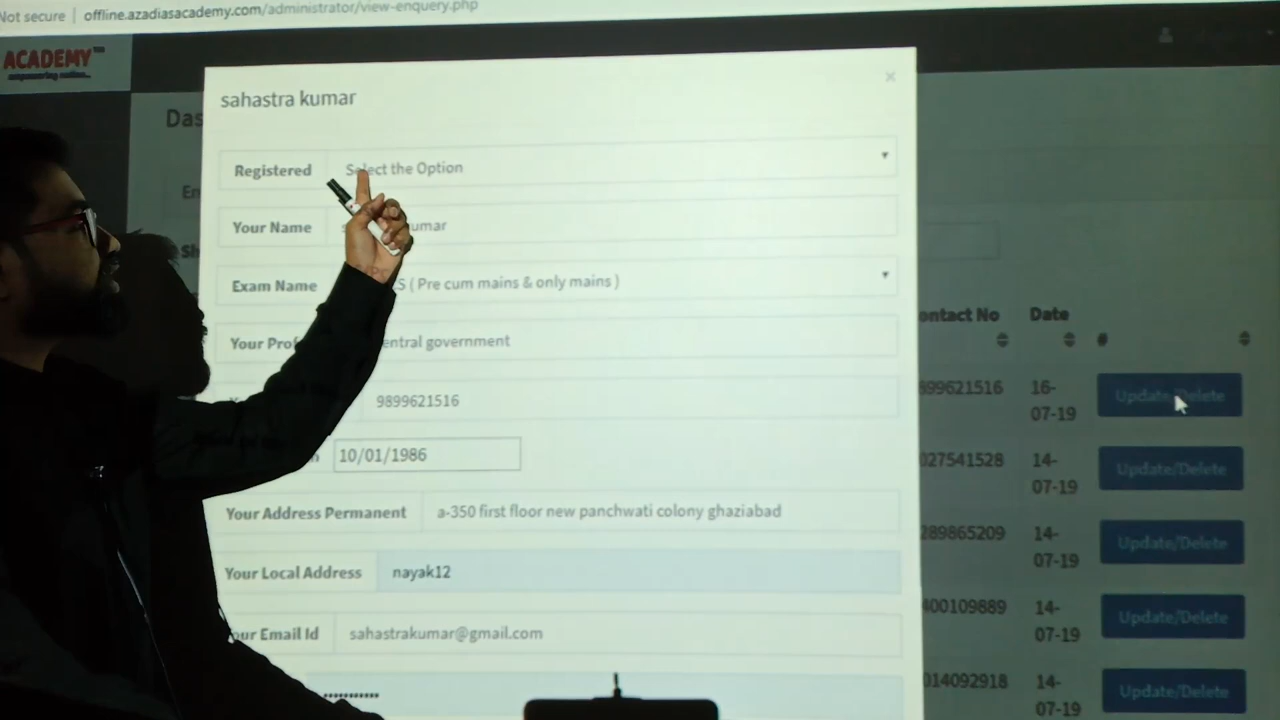 Not secure | offline.azadiasacademy.com/administrator/view-enquery.php
ACADEMY
sahastra kumar
×
Das
Registered Select the Option
En
Your Name umar
Sh
Exam Name S ( Pre cum mains & only mains )
ontact No Date #
Your Prof entral government
899621516 16-07-19 Update/Delete
9899621516
10/01/1986
027541528 14-07-19 Update/Delete
Your Address Permanent a-350 first floor new panchwati colony ghaziabad
289865209 14-07-19 Update/Delete
Your Local Address nayak12
400109889 14-07-19 Update/Delete
our Email Id sahastrakumar@gmail.com
014092918 14-07-19 Update/Delete